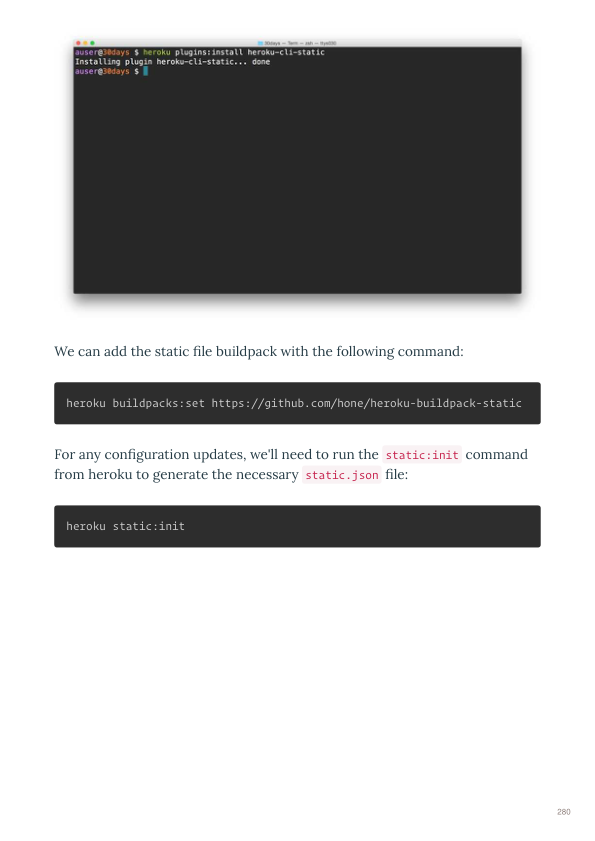 auser@30days $ heroku plugins:install heroku-cli-static
Installing plugin heroku-cli-static... done
auser@30days $
We can add the static file buildpack with the following command:
heroku buildpacks:set https://github.com/hone/heroku-buildpack-static
For any configuration updates, we'll need to run the static:init command
from heroku to generate the necessary static.json file:
heroku static:init
280